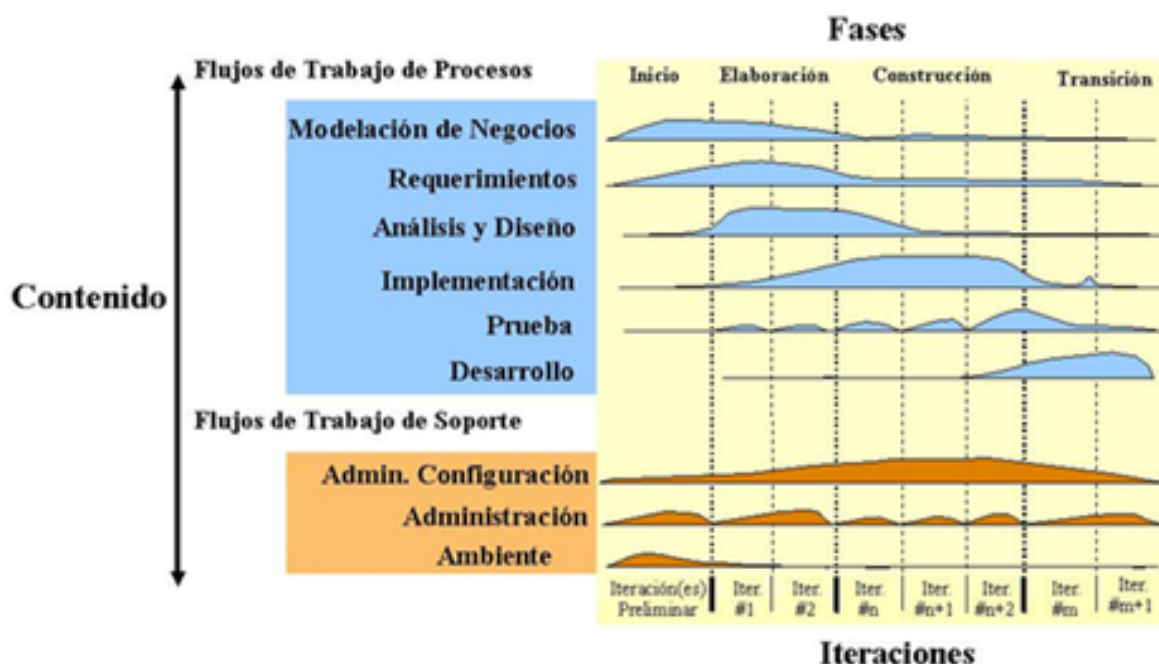 Fases
Flujos de Trabajo de Procesos
Inicio Elaboración Construcción Transición
Modelación de Negocios
Requerimientos
Análisis y Diseño
Implementación
Contenido
Prueba
Desarrollo
Flujos de Trabajo de Soporte
Admin. Configuración
Administración
Ambiente
Iteración(es) Iter. Iter. Iter. Iter. Iter. Iter. Iter.
Preliminar #1 #2 #n #n+1 #n+2 #m #m+1
Iteraciones